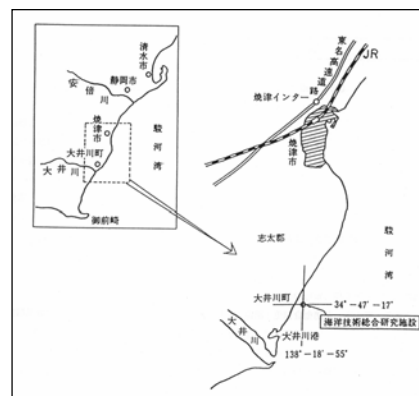 清水市
静岡市
安倍川
焼津市
駿河湾
大井川町
大井川
御前崎
東名高速道路
JR
焼津インター
焼津市
志太郡
駿河湾
大井川町
34°-47'-17"
海洋技術総合研究施設
大井川
大井川港
138°-18'-55"